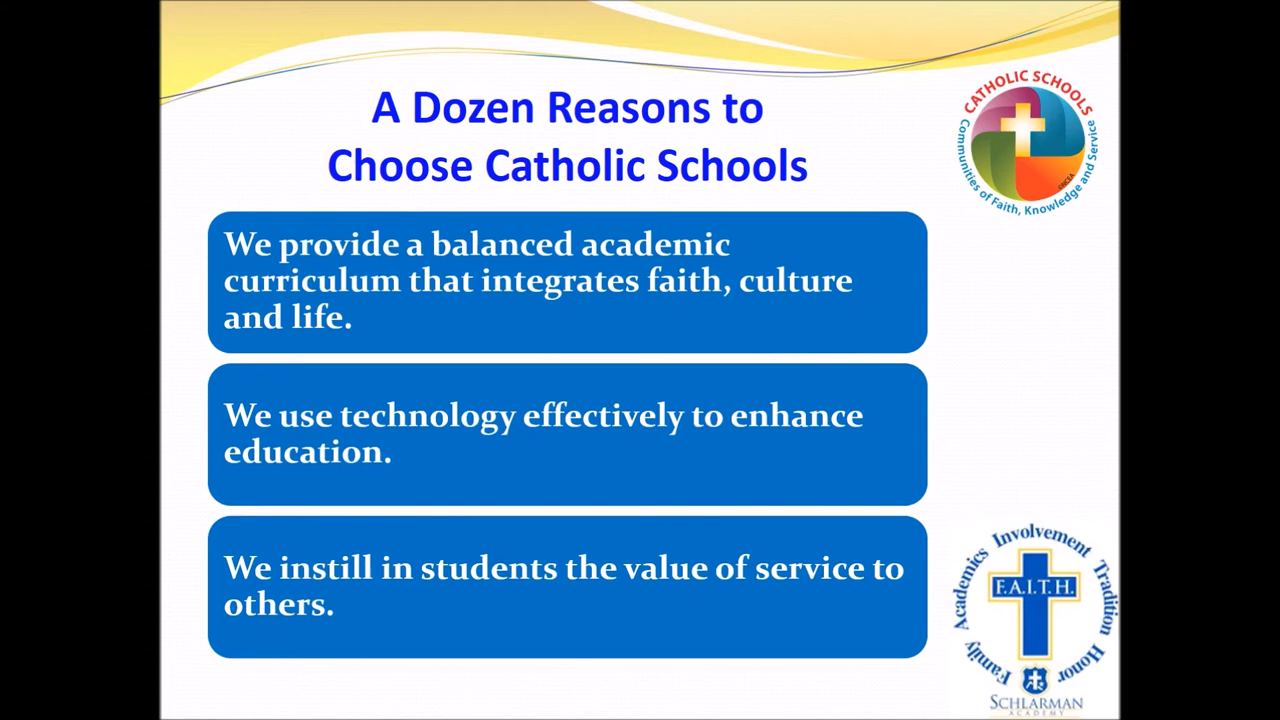 A Dozen Reasons to
Choose Catholic Schools
CATHOLIC SCHOOLS
Communities of Faith, Knowledge and Service
©NCEA
We provide a balanced academic
curriculum that integrates faith, culture
and life.
We use technology effectively to enhance
education.
We instill in students the value of service to
others.
Family Academics Involvement Tradition Honor
F.A.I.T.H.
SCHLARMAN
ACADEMY